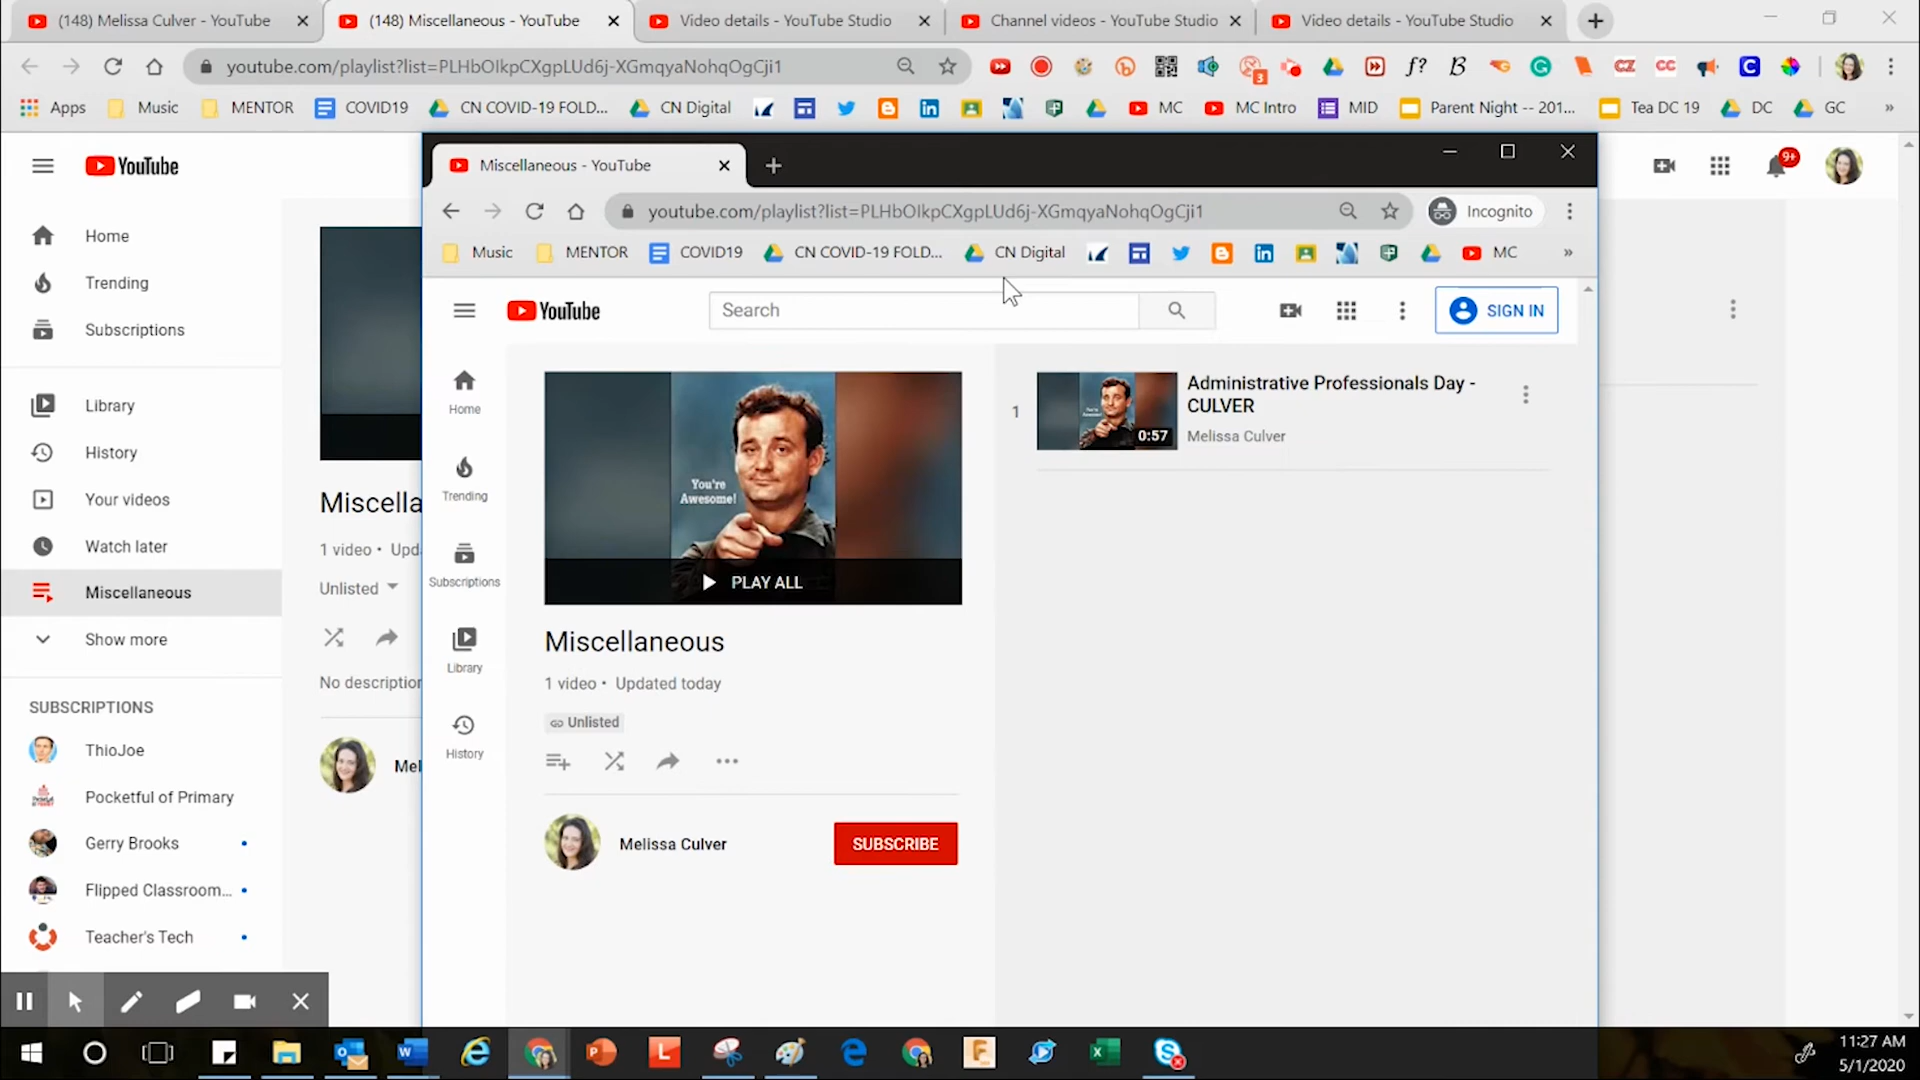 (148) Melissa Culver - YouTube
(148) Miscellaneous - YouTube
Video details - YouTube Studio
Channel videos - YouTube Studio
Video details - YouTube Studio
youtube.com/playlist?list=PLHbOIkpCXgpLUd6j-XGmqyaNohqOgCji1
3
f?
B
CZ
CC
C
Apps
Music
MENTOR
COVID19
CN COVID-19 FOLD...
CN Digital
MC
MC Intro
MID
Parent Night -- 201...
Tea DC 19
DC
GC
»
YouTube
9+
Home
Trending
Subscriptions
Library
History
Your videos
Watch later
Miscellaneous
Show more
SUBSCRIPTIONS
ThioJoe
Pocketful of Primary
Gerry Brooks
Flipped Classroom...
Teacher's Tech
Miscella
1 video • Upd
Unlisted
No description
Mel
Miscellaneous - YouTube
youtube.com/playlist?list=PLHbOIkpCXgpLUd6j-XGmqyaNohqOgCji1
Incognito
Music
MENTOR
COVID19
CN COVID-19 FOLD...
CN Digital
MC
»
YouTube
Search
SIGN IN
Home
Trending
Subscriptions
Library
History
You're
Awesome!
PLAY ALL
Miscellaneous
1 video • Updated today
Unlisted
Melissa Culver
SUBSCRIBE
1
0:57
Administrative Professionals Day -
CULVER
Melissa Culver
11:27 AM
5/1/2020